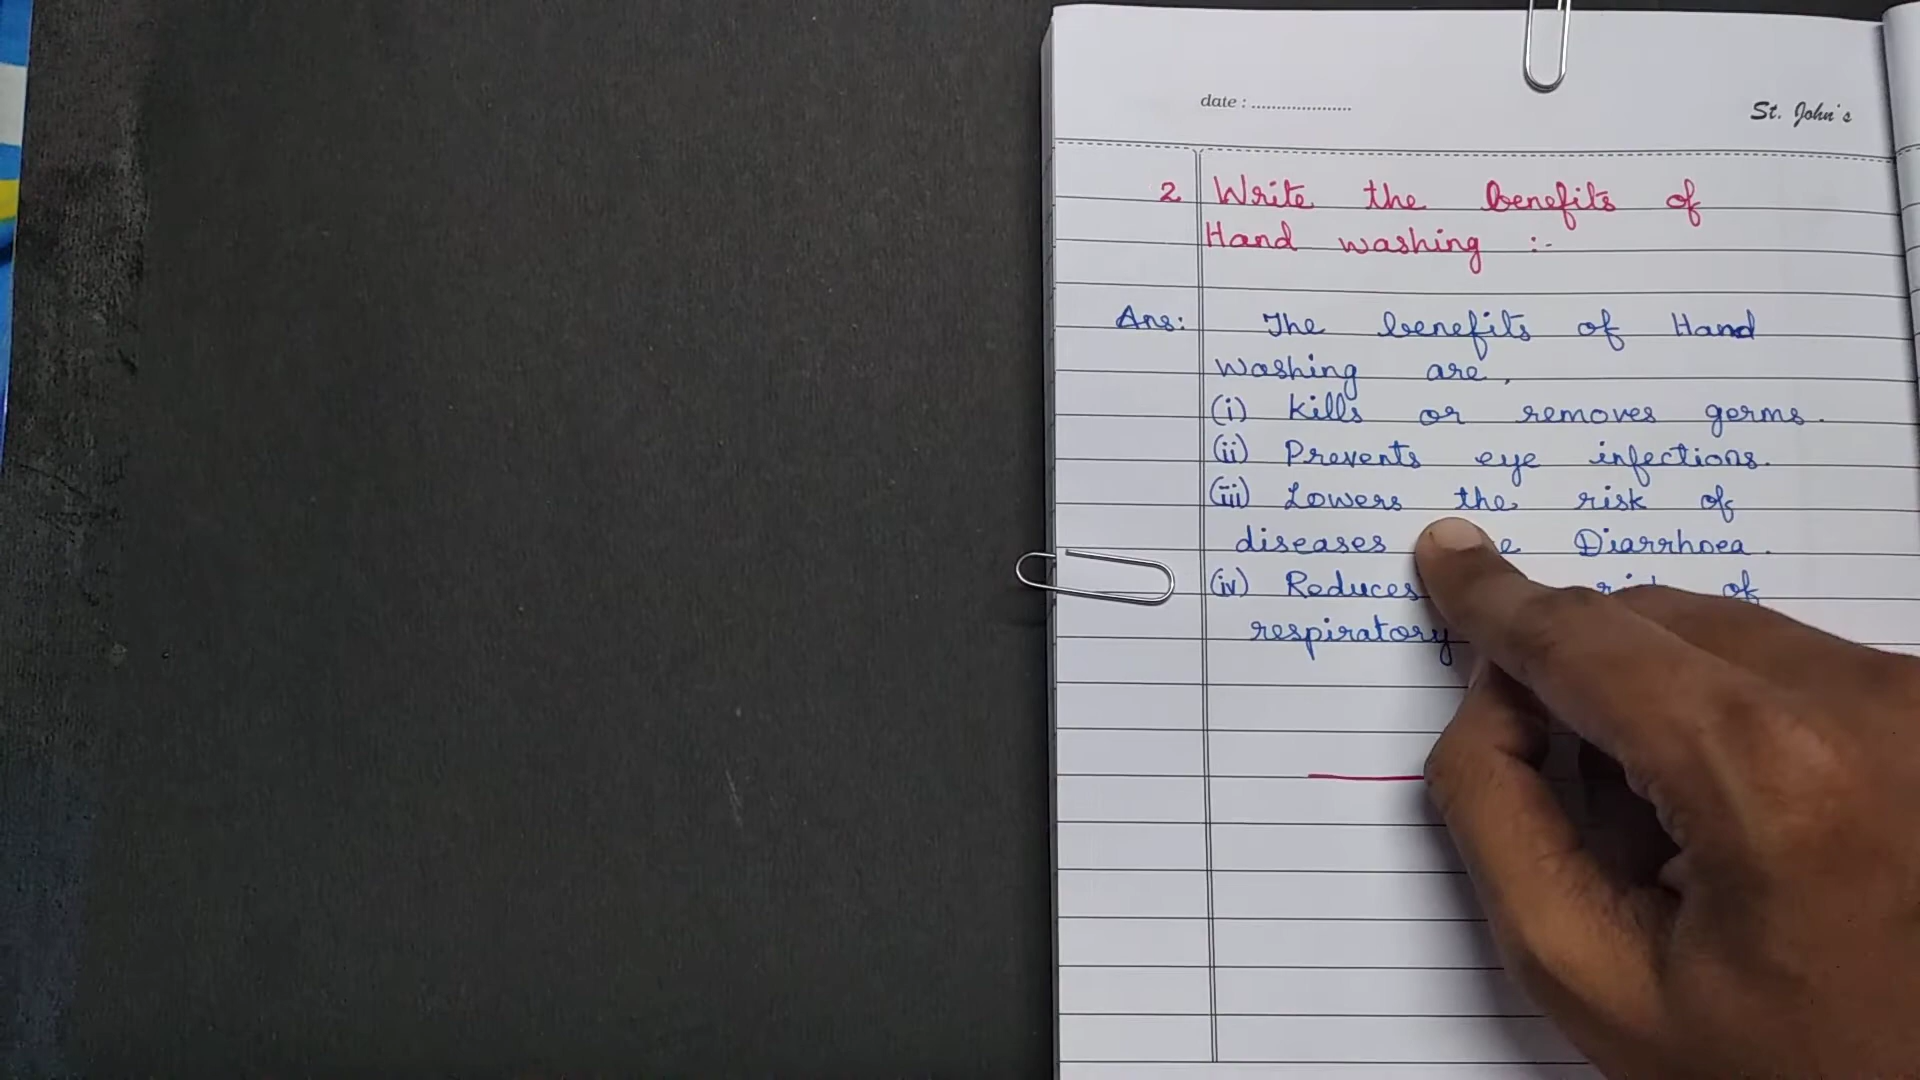 date : ....................
St. John's
2. Write the benefits of
Hand washing :-
Ans: The benefits of Hand
washing are,
(i) kills or removes germs.
(ii) Prevents eye infections.
(iii) Lowers the risk of
diseases Diarrhoea.
(iv) Reduces of
respiratory